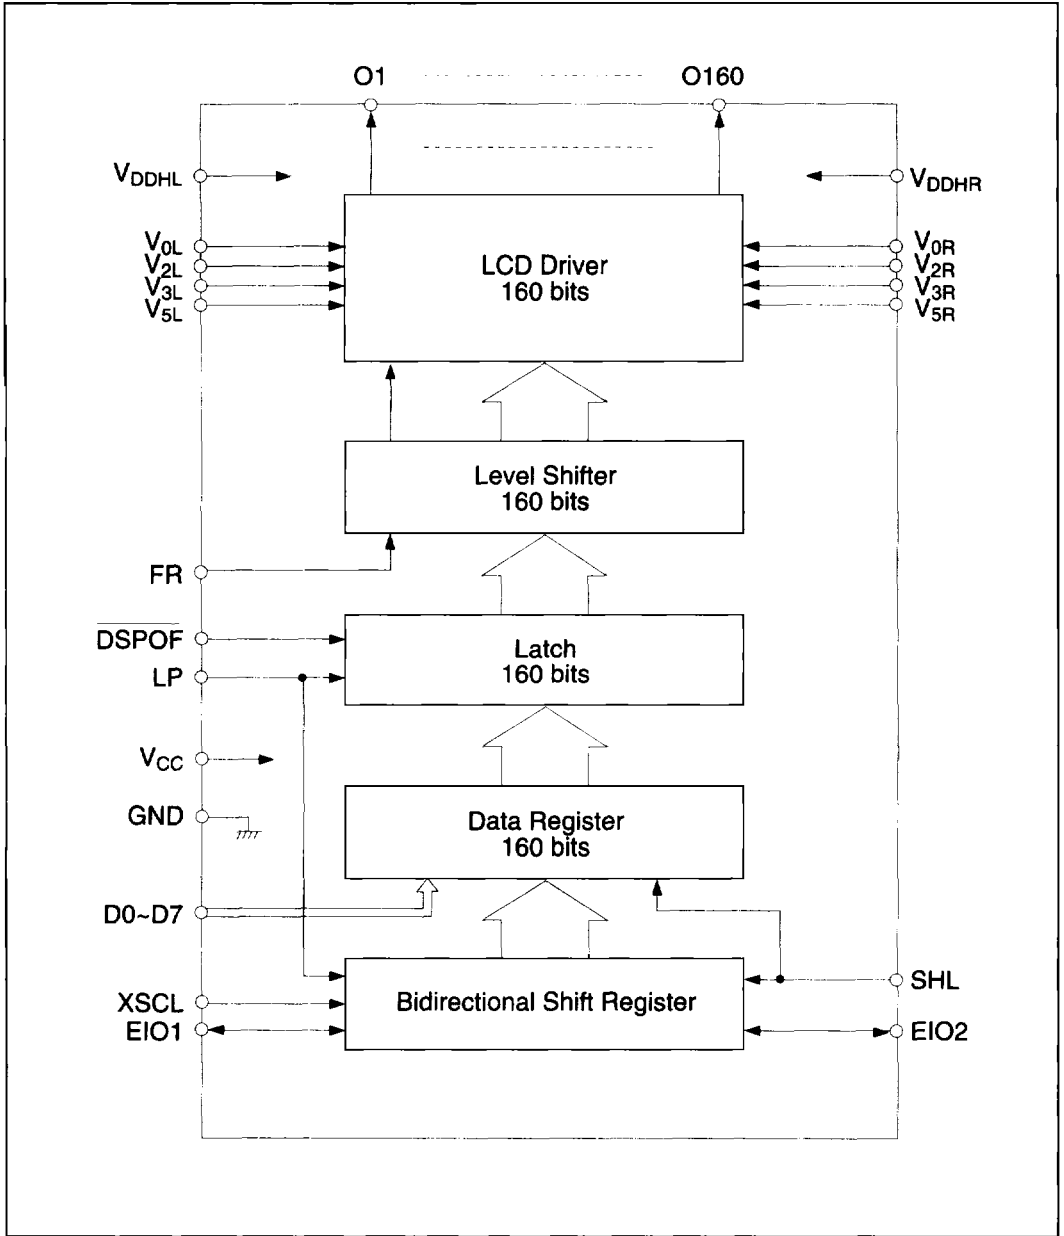 O1 O160
VDDHL VDDHR
V0L V0R
V2L V2R
V3L V3R
V5L V5R
LCD Driver
160 bits
Level Shifter
160 bits
FR
DSPOF
LP
Latch
160 bits
VCC
GND
Data Register
160 bits
D0~D7
SHL
XSCL
Bidirectional Shift Register
EIO1 EIO2